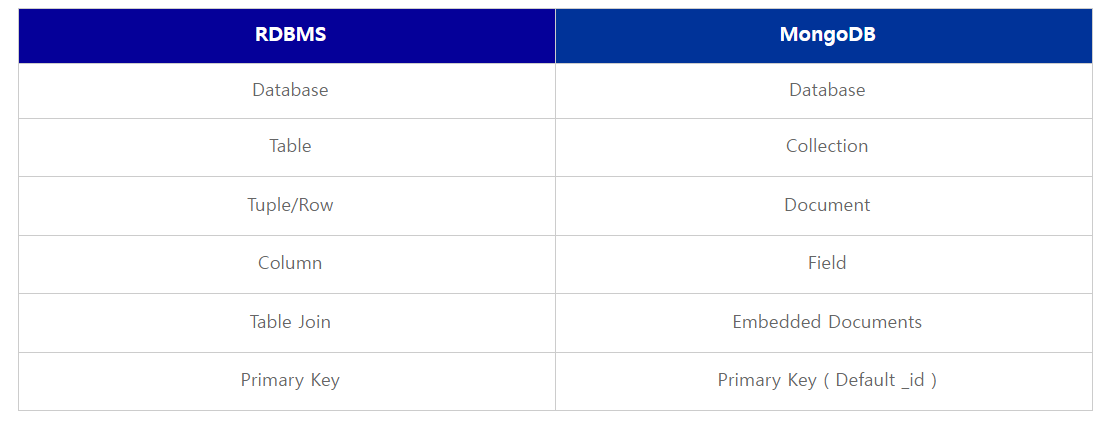 RDBMS MongoDB
Database Database
Table Collection
Tuple/Row Document
Column Field
Table Join Embedded Documents
Primary Key Primary Key ( Default _id )